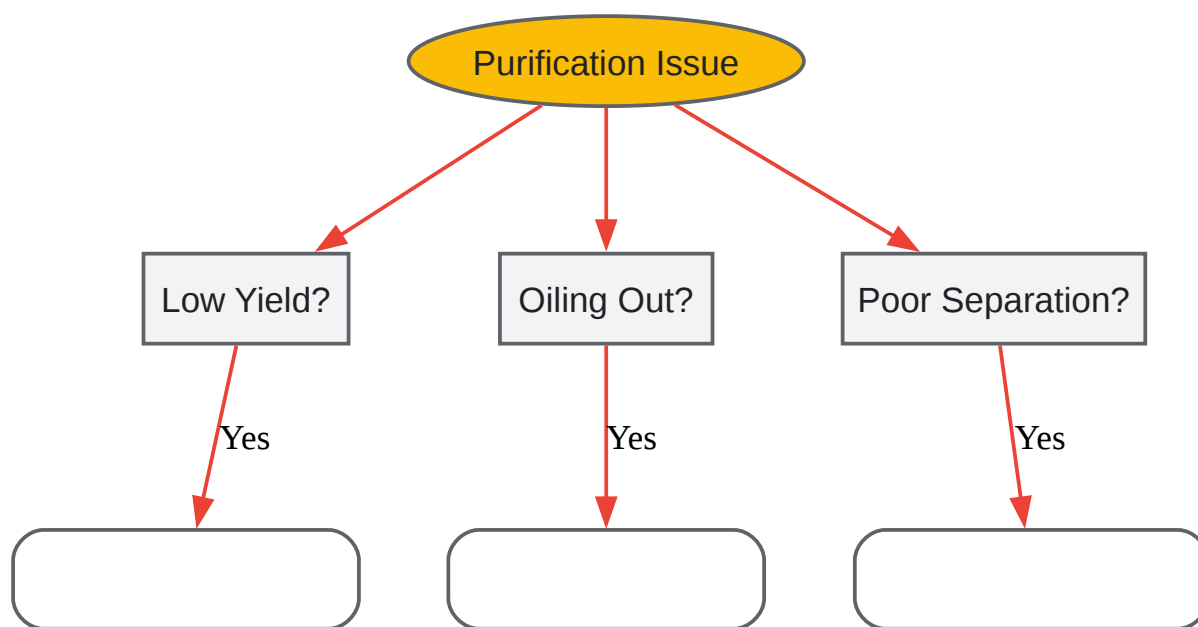 Purification Issue
Low Yield?
Oiling Out?
Poor Separation?
Yes
Yes
Yes